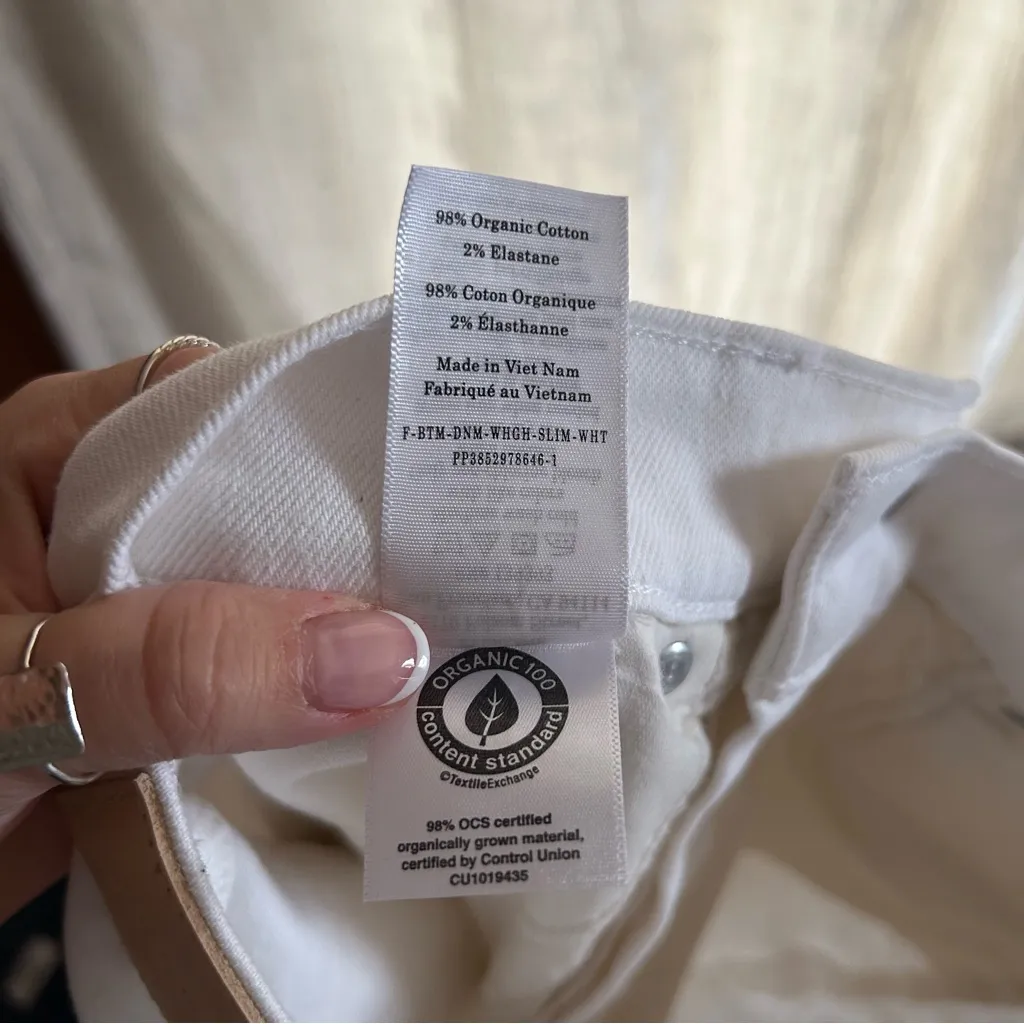 98% Organic Cotton
2% Elastane
98% Coton Organique
2% Élasthanne
Made in Viet Nam
Fabriqué au Vietnam
F-BTM-DNM-WHGH-SLIM-WHT
PP3852978646-1
ORGANIC 100
content standard
©TextileExchange
98% OCS certified
organically grown material,
certified by Control Union
CU1019435